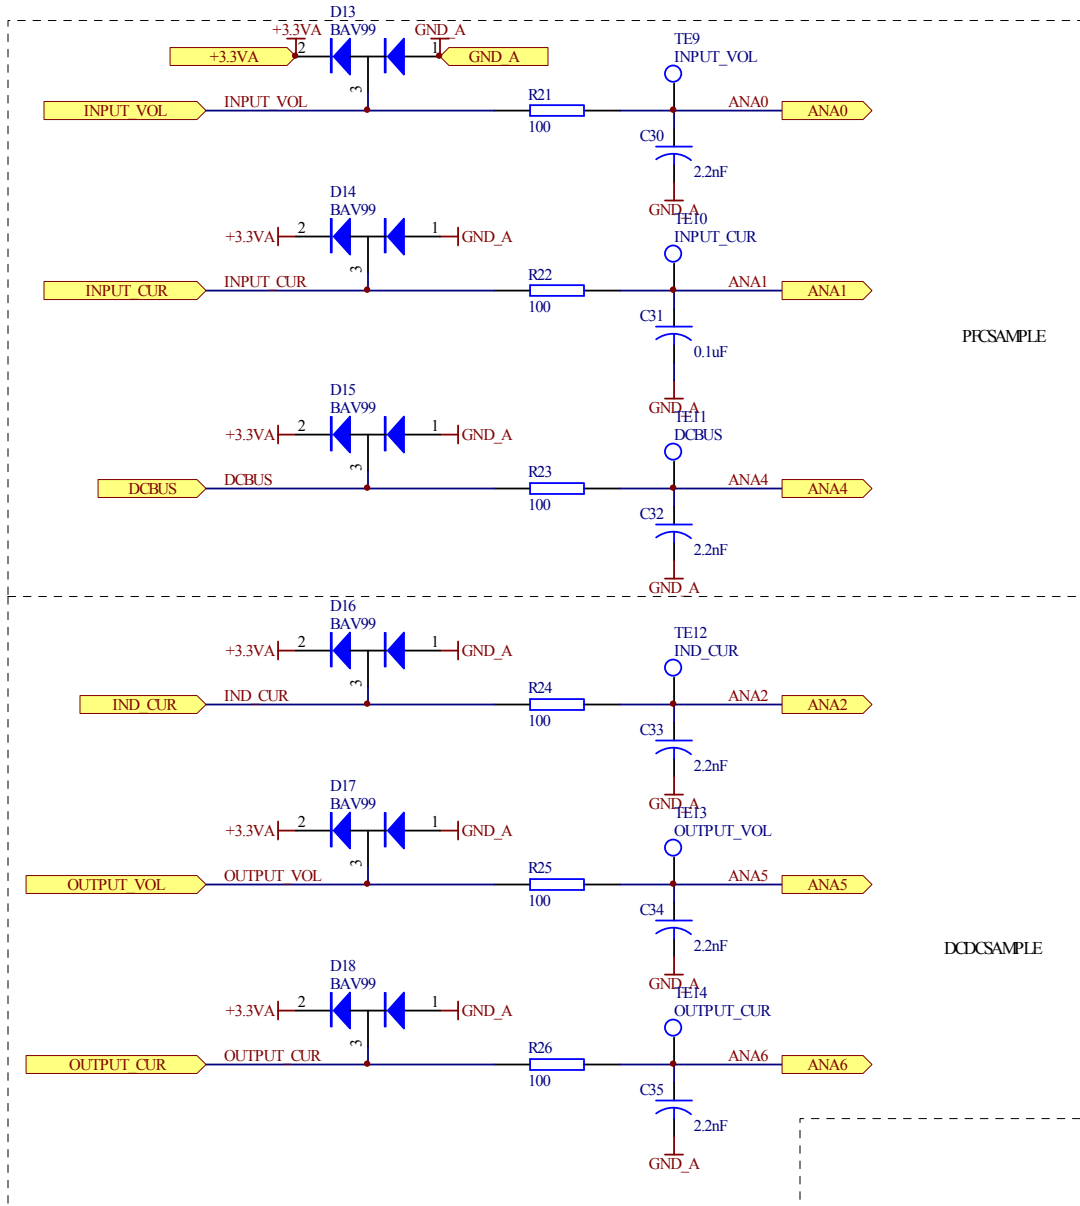 D13
BAV99
+3.3VA
GND_A
2
1
+3.3VA
GND_A
3
INPUT_VOL
INPUT_VOL
R21
100
TE9
INPUT_VOL
ANA0
ANA0
C30
2.2nF
GND_A
D14
BAV99
+3.3VA
2
1
GND_A
3
INPUT_CUR
INPUT_CUR
R22
100
TE10
INPUT_CUR
ANA1
ANA1
C31
0.1uF
GND_A
PFCSAMPLE
D15
BAV99
+3.3VA
2
1
GND_A
3
DCBUS
DCBUS
R23
100
TE11
DCBUS
ANA4
ANA4
C32
2.2nF
GND_A
D16
BAV99
+3.3VA
2
1
GND_A
3
IND_CUR
IND_CUR
R24
100
TE12
IND_CUR
ANA2
ANA2
C33
2.2nF
GND_A
D17
BAV99
+3.3VA
2
1
GND_A
3
OUTPUT_VOL
OUTPUT_VOL
R25
100
TE13
OUTPUT_VOL
ANA5
ANA5
C34
2.2nF
GND_A
DCDCSAMPLE
D18
BAV99
+3.3VA
2
1
GND_A
3
OUTPUT_CUR
OUTPUT_CUR
R26
100
TE14
OUTPUT_CUR
ANA6
ANA6
C35
2.2nF
GND_A